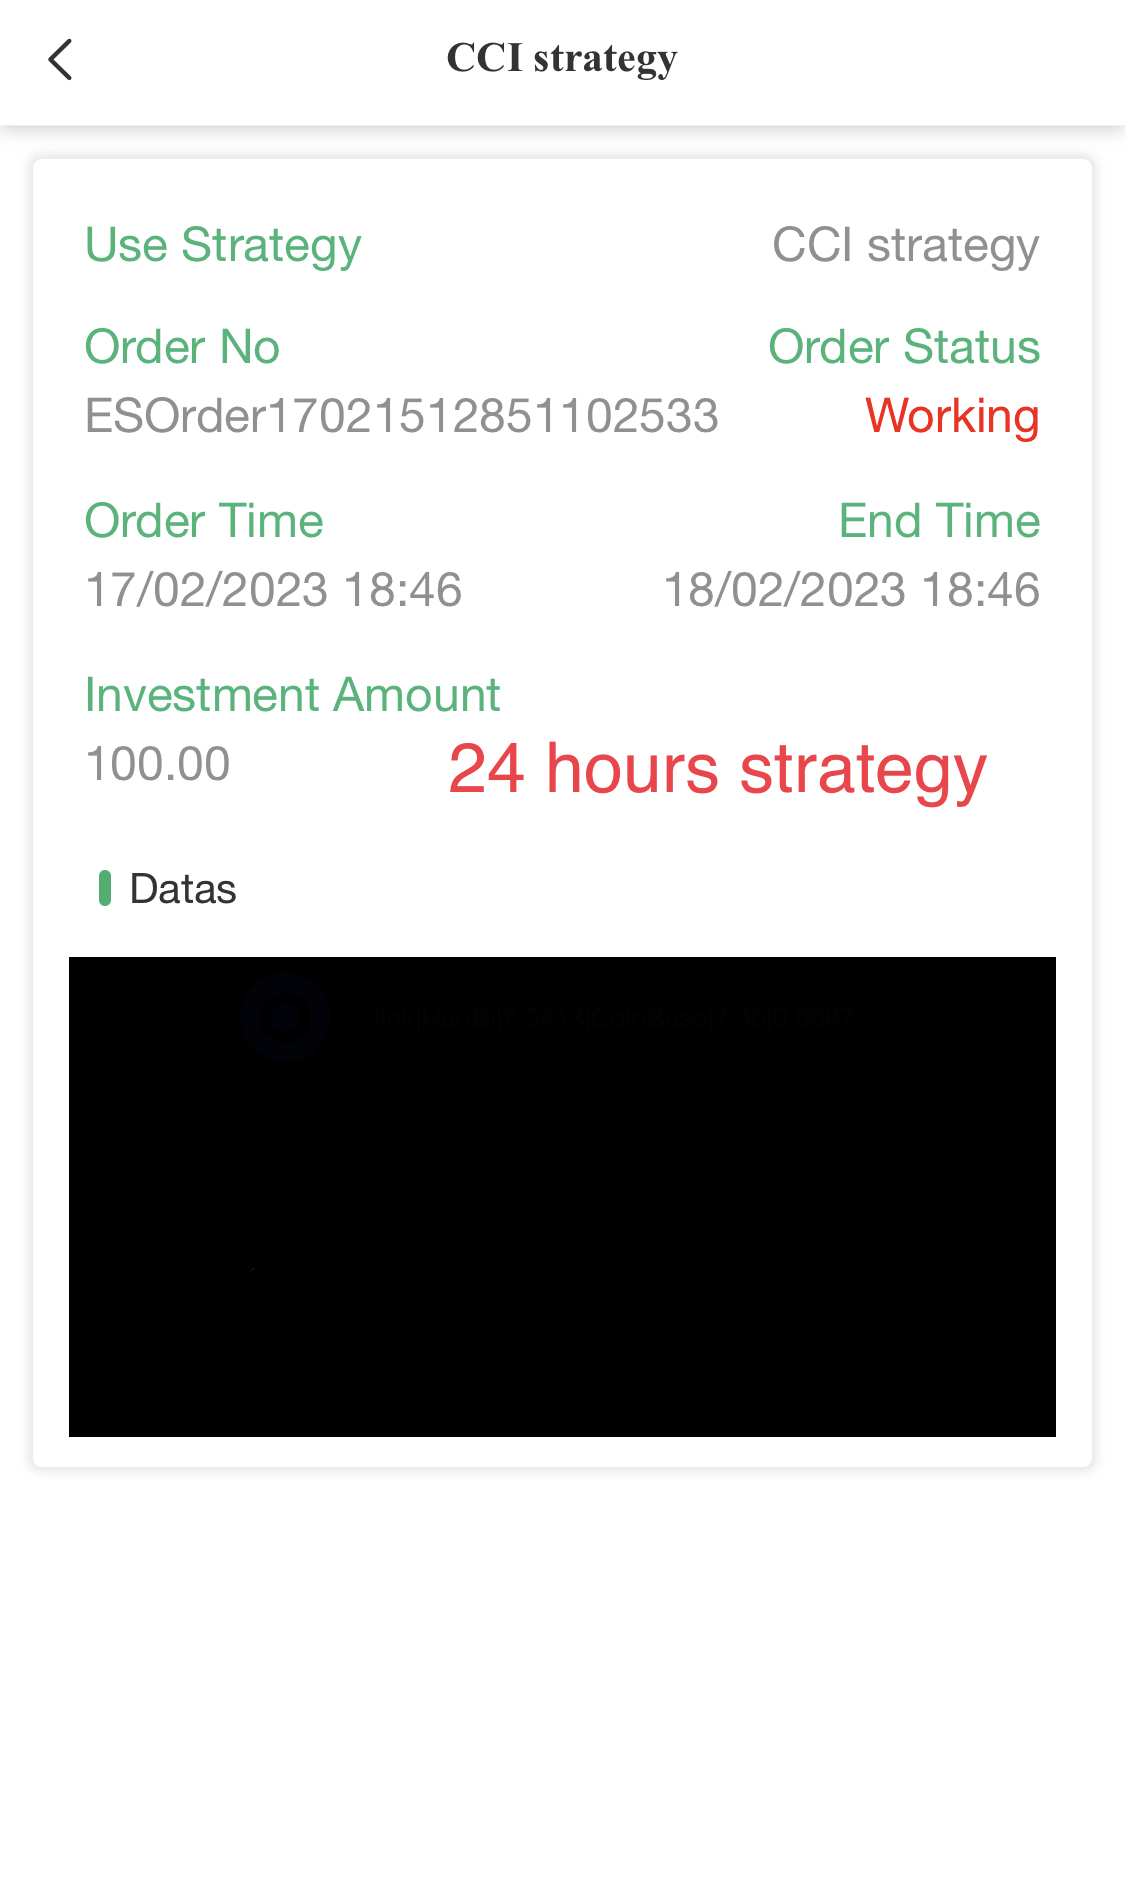 CCI strategy
Use Strategy CCI strategy
Order No Order Status
ESOrder17021512851102533 Working
Order Time End Time
17/02/2023 18:46 18/02/2023 18:46
Investment Amount
100.00 24 hours strategy
Datas